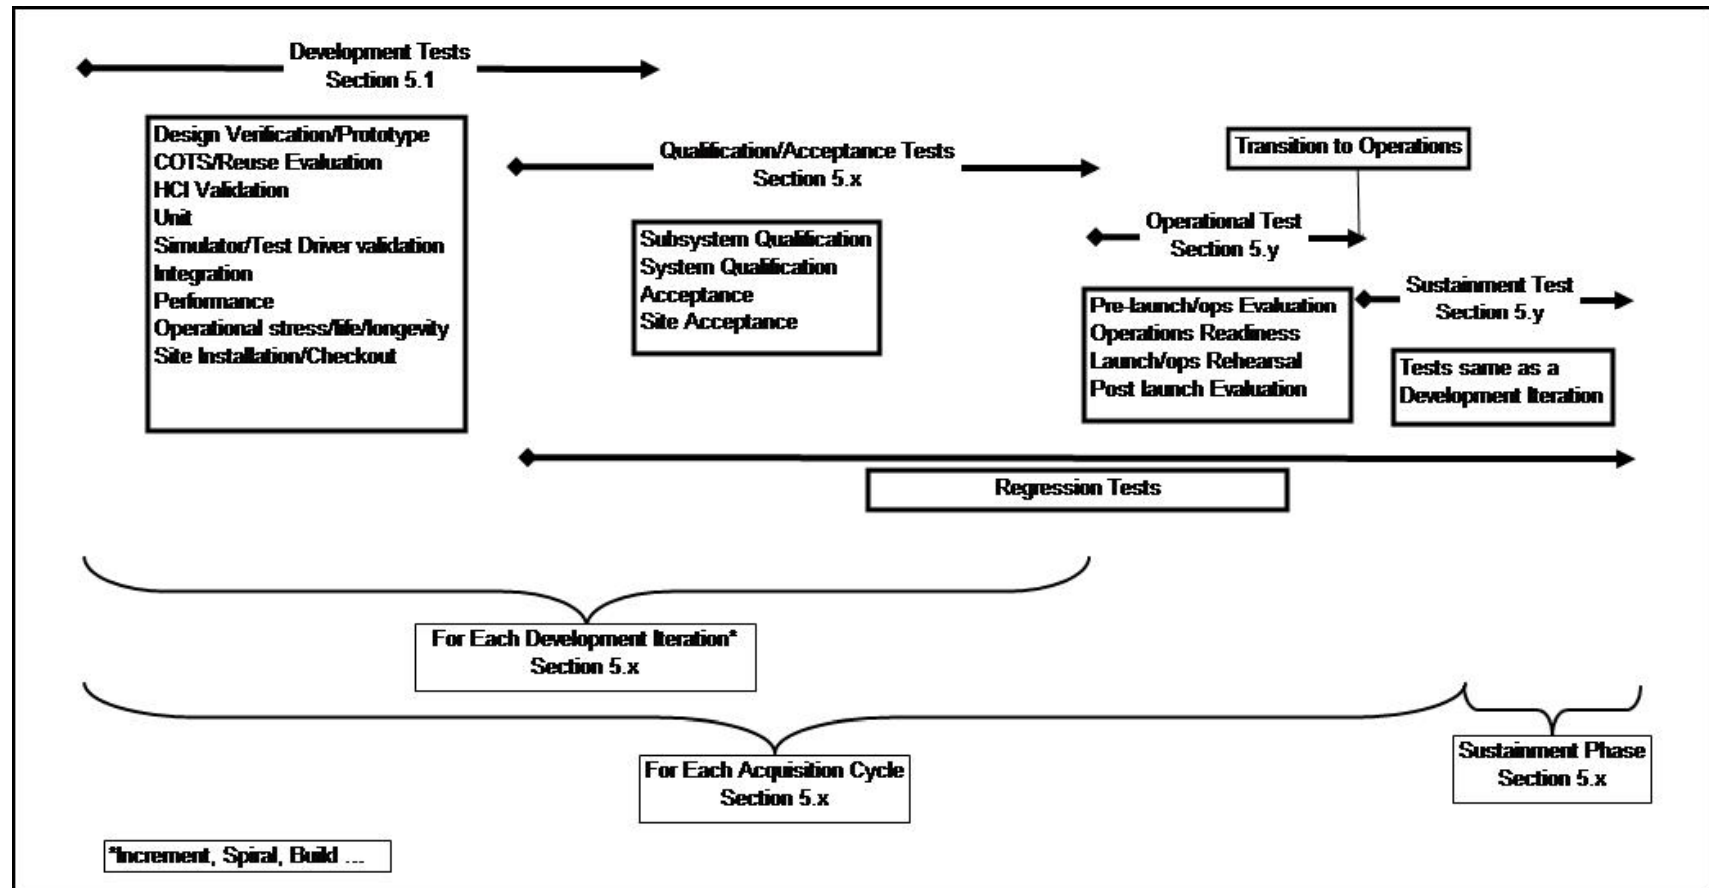 Development Tests
Section 5.1
Design Verification/Prototype
COTS/Reuse Evaluation
HCI Validation
Unit
Simulator/Test Driver validation
Integration
Performance
Operational stress/life/longevity
Site Installation/Checkout
Qualification/Acceptance Tests
Section 5.x
Subsystem Qualification
System Qualification
Acceptance
Site Acceptance
Transition to Operations
Operational Test
Section 5.y
Pre-launch/ops Evaluation
Operations Readiness
Launch/ops Rehearsal
Post launch Evaluation
Sustainment Test
Section 5.y
Tests same as a
Development Iteration
Regression Tests
For Each Development Iteration*
Section 5.x
For Each Acquisition Cycle
Section 5.x
Sustainment Phase
Section 5.x
*Increment, Spiral, Build ...